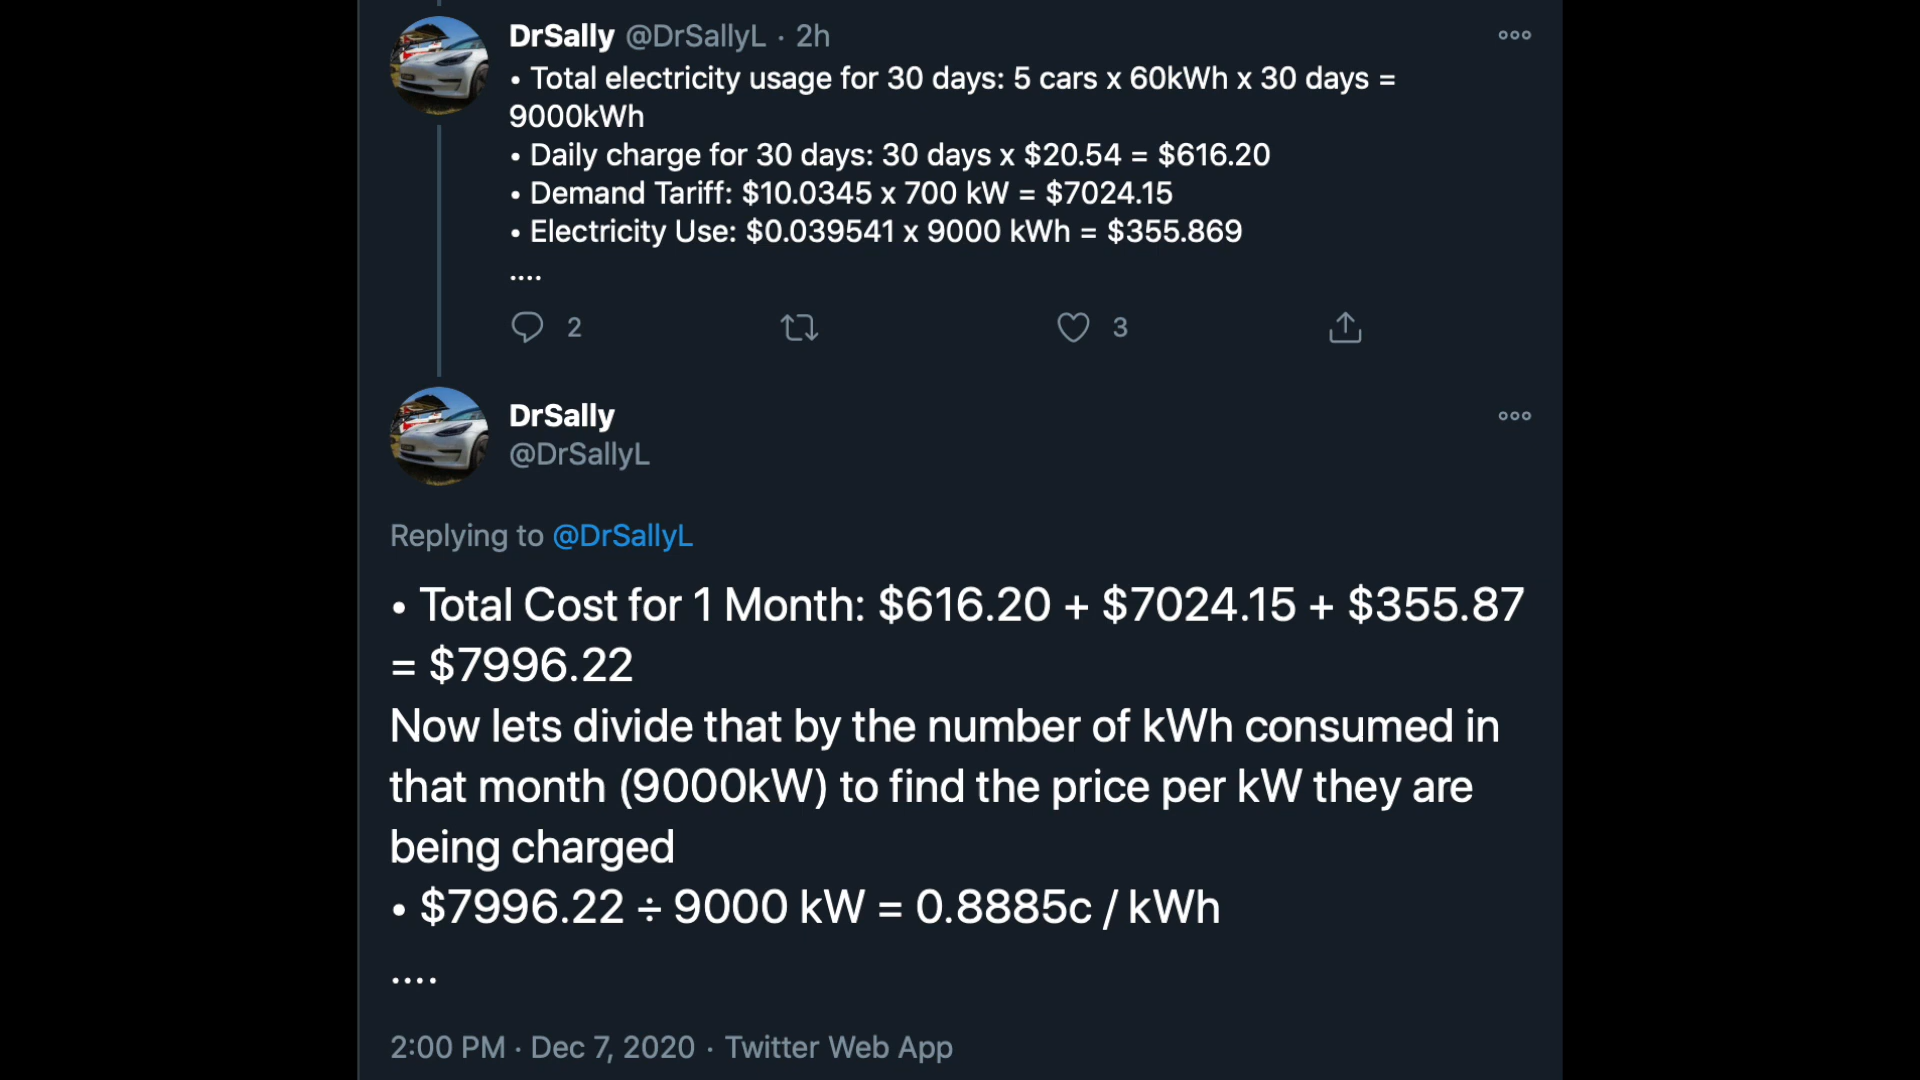 DrSally @DrSallyL · 2h
• Total electricity usage for 30 days: 5 cars x 60kWh x 30 days =
9000kWh
• Daily charge for 30 days: 30 days x $20.54 = $616.20
• Demand Tariff: $10.0345 x 700 kW = $7024.15
• Electricity Use: $0.039541 x 9000 kWh = $355.869
....
2 3
DrSally
@DrSallyL
Replying to @DrSallyL
• Total Cost for 1 Month: $616.20 + $7024.15 + $355.87
= $7996.22
Now lets divide that by the number of kWh consumed in
that month (9000kW) to find the price per kW they are
being charged
• $7996.22 ÷ 9000 kW = 0.8885c / kWh
....
2:00 PM · Dec 7, 2020 · Twitter Web App